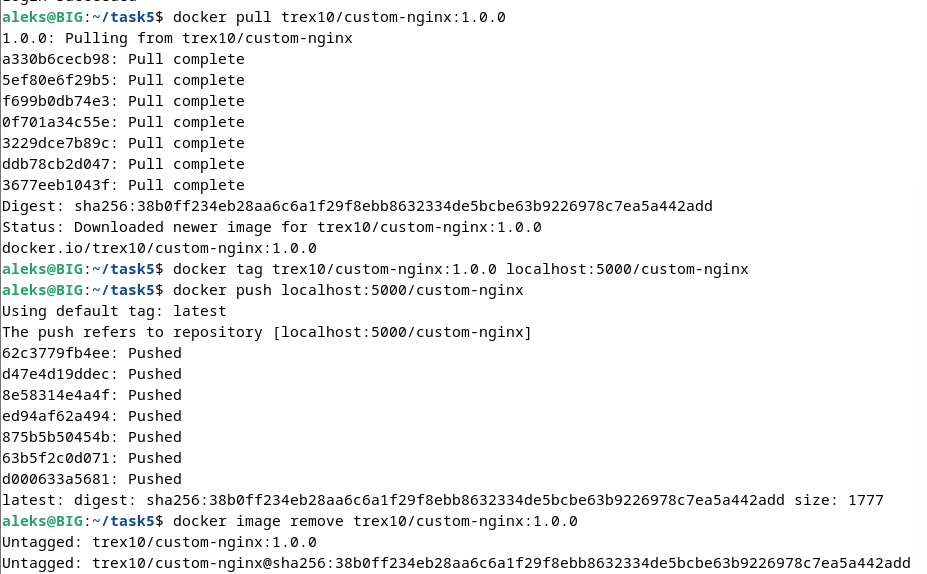 aleks@BIG:~/task5$ docker pull trex10/custom-nginx:1.0.0
1.0.0: Pulling from trex10/custom-nginx
a330b6cecb98: Pull complete
5ef80e6f29b5: Pull complete
f699b0db74e3: Pull complete
0f701a34c55e: Pull complete
3229dce7b89c: Pull complete
ddb78cb2d047: Pull complete
3677eeb1043f: Pull complete
Digest: sha256:38b0ff234eb28aa6c6a1f29f8ebb8632334de5bcbe63b9226978c7ea5a442add
Status: Downloaded newer image for trex10/custom-nginx:1.0.0
docker.io/trex10/custom-nginx:1.0.0
aleks@BIG:~/task5$ docker tag trex10/custom-nginx:1.0.0 localhost:5000/custom-nginx
aleks@BIG:~/task5$ docker push localhost:5000/custom-nginx
Using default tag: latest
The push refers to repository [localhost:5000/custom-nginx]
62c3779fb4ee: Pushed
d47e4d19ddec: Pushed
8e58314e4a4f: Pushed
ed94af62a494: Pushed
875b5b50454b: Pushed
63b5f2c0d071: Pushed
d000633a5681: Pushed
latest: digest: sha256:38b0ff234eb28aa6c6a1f29f8ebb8632334de5bcbe63b9226978c7ea5a442add size: 1777
aleks@BIG:~/task5$ docker image remove trex10/custom-nginx:1.0.0
Untagged: trex10/custom-nginx:1.0.0
Untagged: trex10/custom-nginx@sha256:38b0ff234eb28aa6c6a1f29f8ebb8632334de5bcbe63b9226978c7ea5a442add